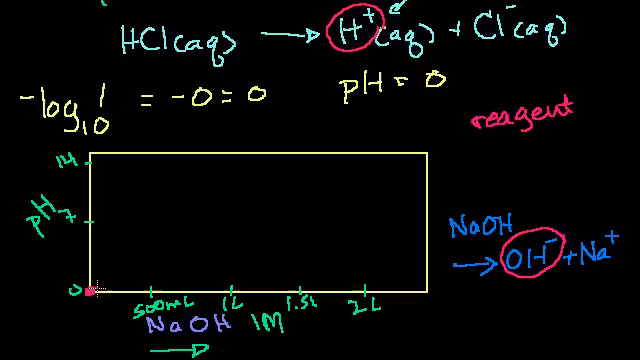 HCl(aq) → H⁺(aq) + Cl⁻(aq)
-log₁₀ 1 = -0 = 0
pH = 0
reagent
14
pH 7
0
500mL 1L 1.5L 2L
NaOH 1M
NaOH
→ OH⁻ + Na⁺